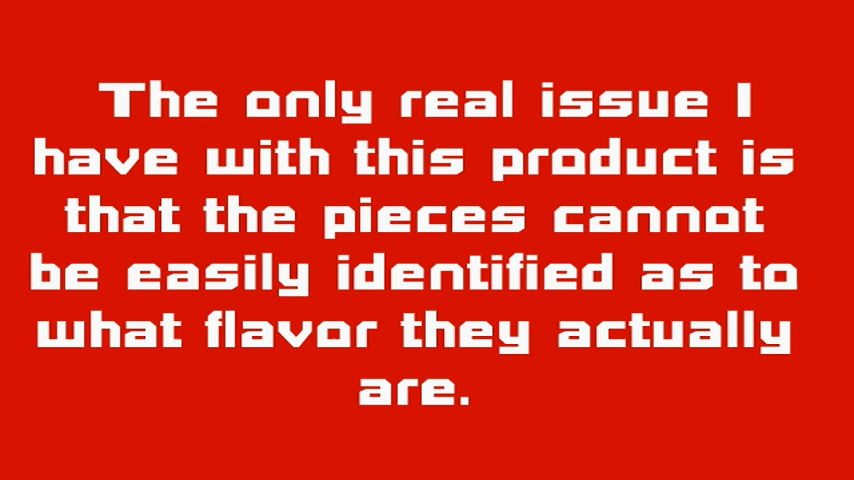 The only real issue I
have with this product is
that the pieces cannot
be easily identified as to
what flavor they actually
are.